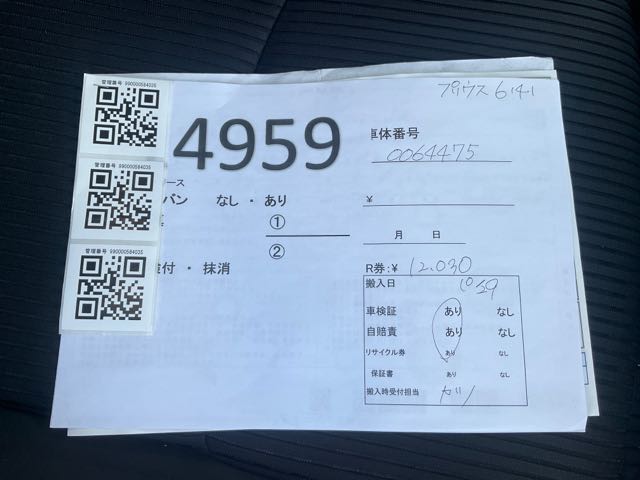 プリウス 6141
管理番号 990000584035
4959
車体番号
0064475
管理番号 990000584035
ース
バン なし ・ あり
¥
①
月 日
②
管理番号 990000584035
付 ・ 抹消
R券:¥ 12,030
搬入日 10/29
車検証 あり なし
自賠責 あり なし
リサイクル券 あり なし
保証書 あり なし
搬入時受付担当